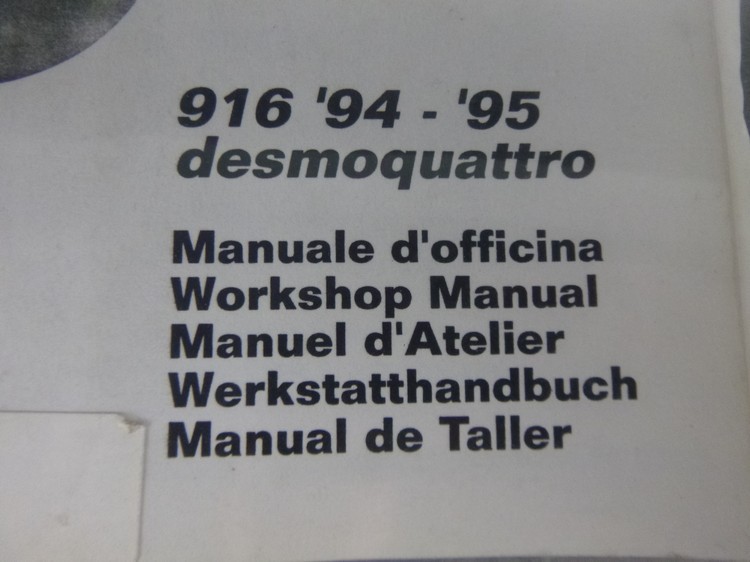 916 '94 - '95
desmoquattro
Manuale d'officina
Workshop Manual
Manuel d'Atelier
Werkstatthandbuch
Manual de Taller